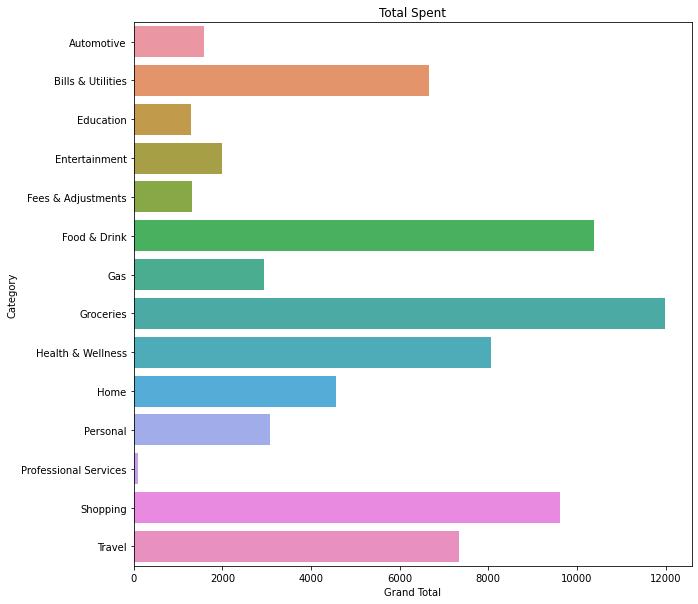 Total Spent
Automotive
Bills & Utilities
Education
Entertainment
Fees & Adjustments
Food & Drink
Gas
Groceries
Health & Wellness
Home
Personal
Professional Services
Shopping
Travel
Category
0 2000 4000 6000 8000 10000 12000
Grand Total